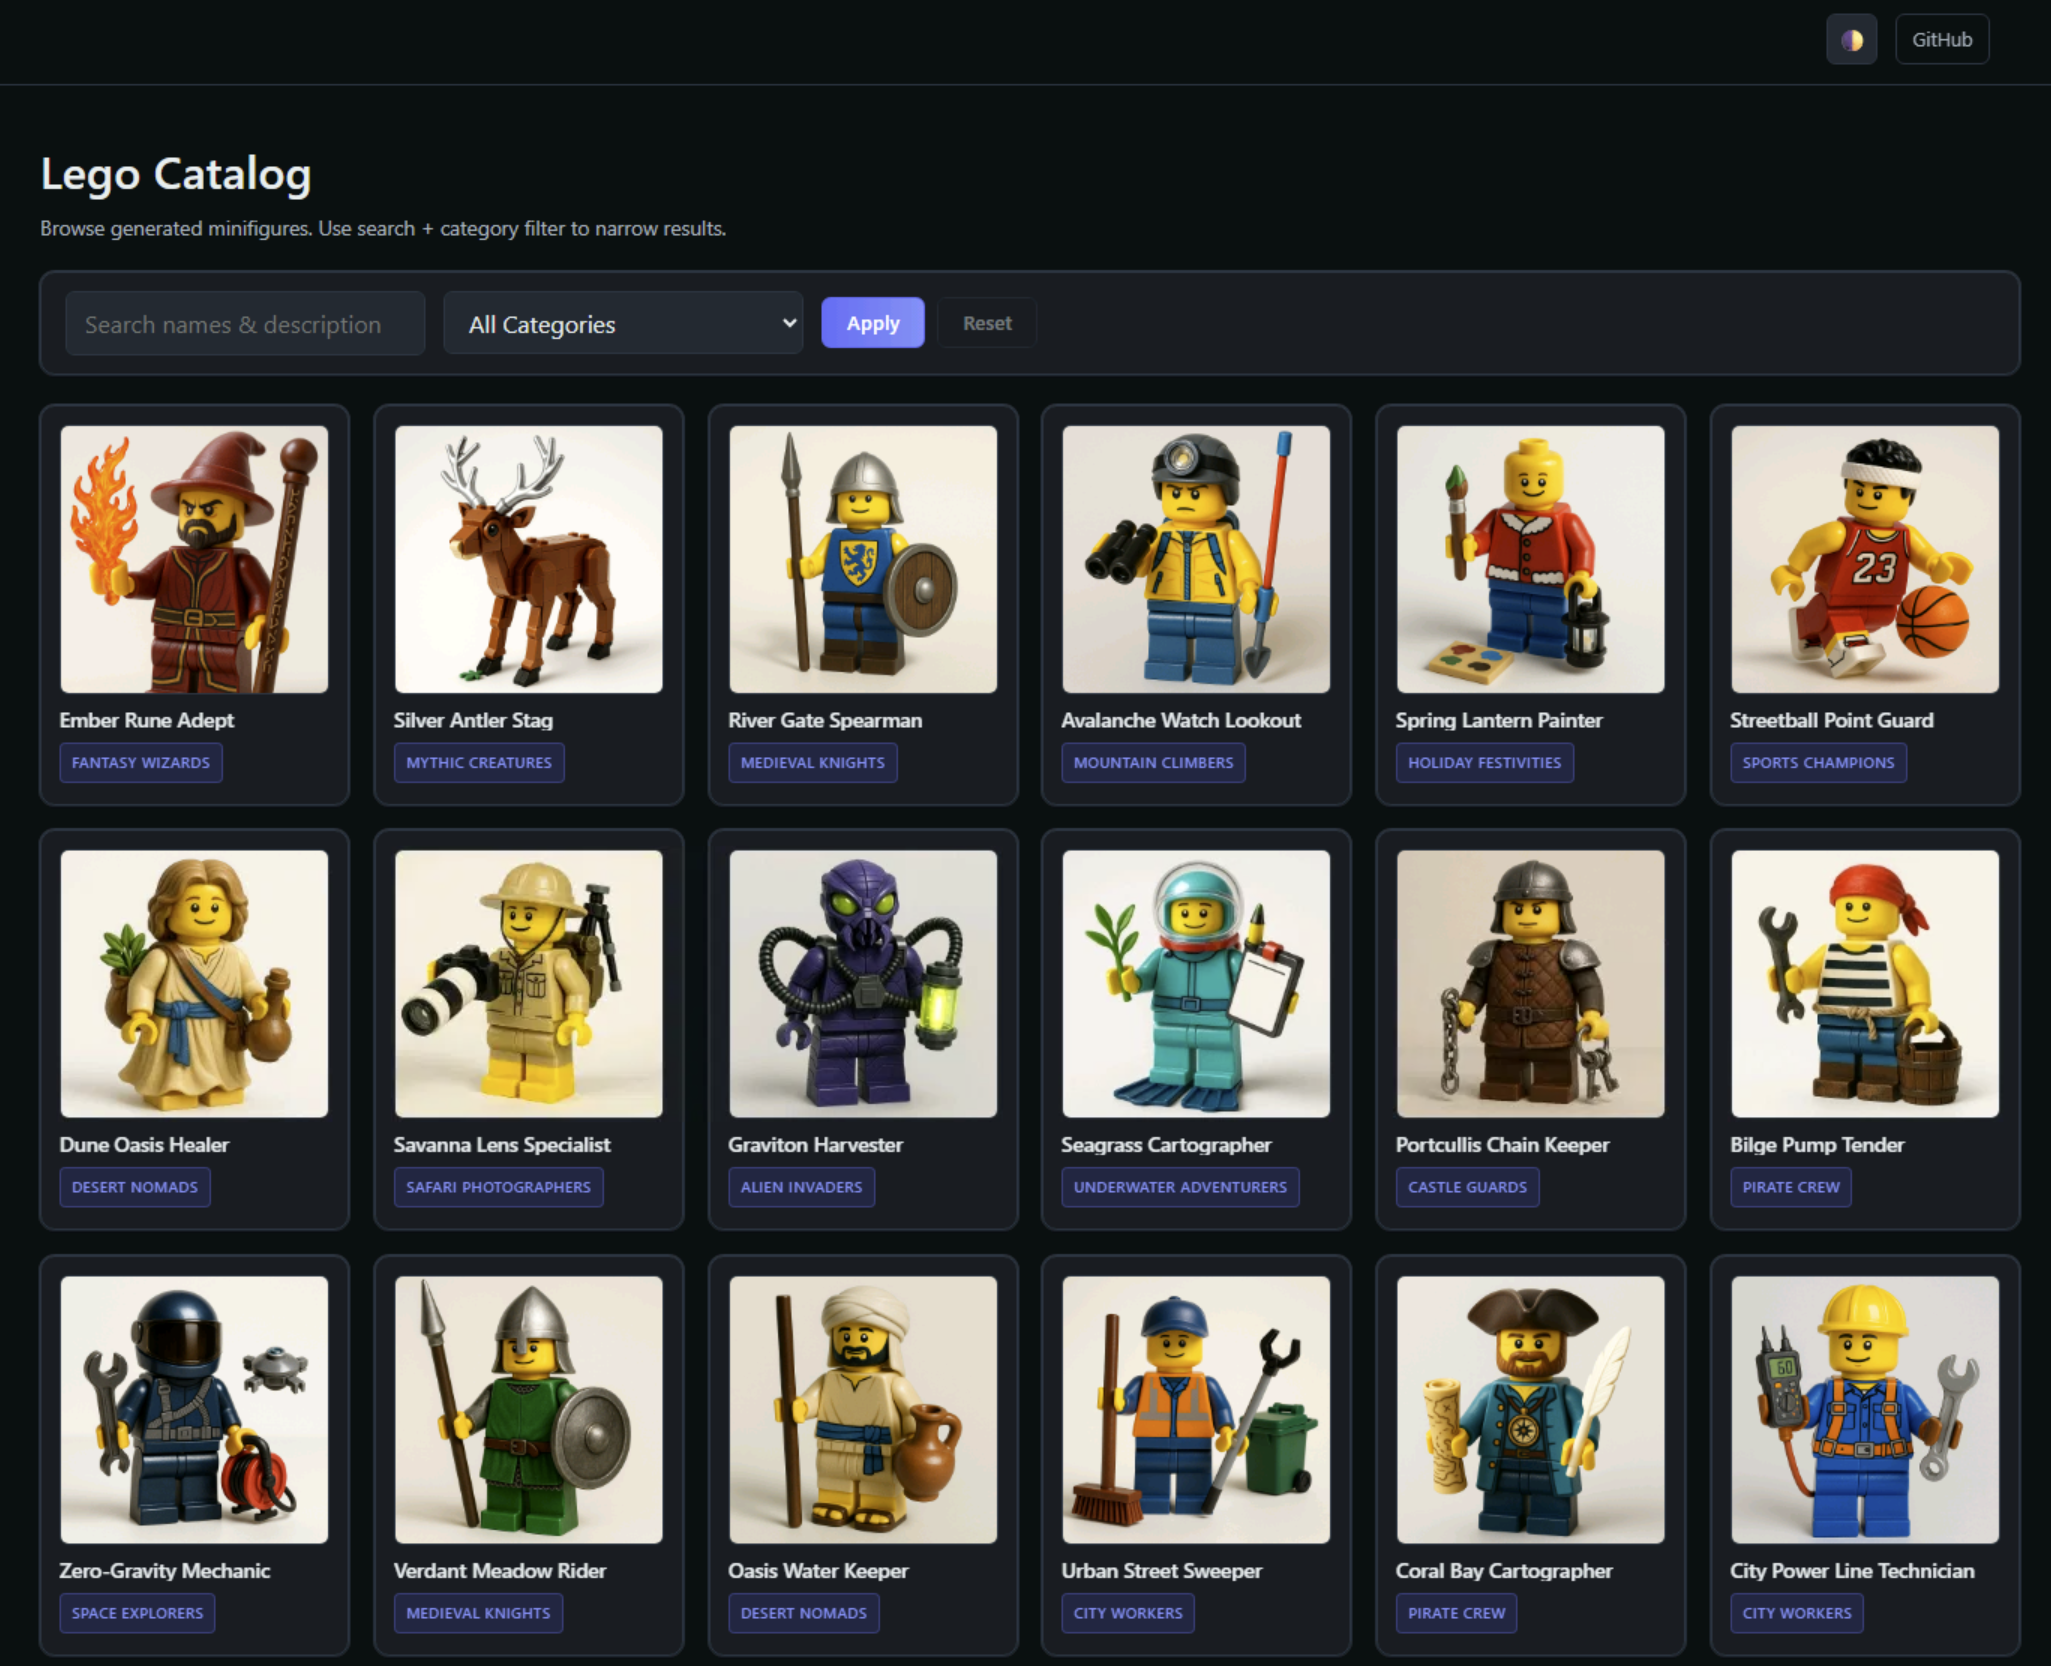 GitHub
Lego Catalog
Browse generated minifigures. Use search + category filter to narrow results.
Search names & description
All Categories
Apply
Reset
23
Ember Rune Adept
FANTASY WIZARDS
Silver Antler Stag
MYTHIC CREATURES
River Gate Spearman
MEDIEVAL KNIGHTS
Avalanche Watch Lookout
MOUNTAIN CLIMBERS
Spring Lantern Painter
HOLIDAY FESTIVITIES
Streetball Point Guard
SPORTS CHAMPIONS
Dune Oasis Healer
DESERT NOMADS
Savanna Lens Specialist
SAFARI PHOTOGRAPHERS
Graviton Harvester
ALIEN INVADERS
Seagrass Cartographer
UNDERWATER ADVENTURERS
Portcullis Chain Keeper
CASTLE GUARDS
Bilge Pump Tender
PIRATE CREW
60
Zero-Gravity Mechanic
SPACE EXPLORERS
Verdant Meadow Rider
MEDIEVAL KNIGHTS
Oasis Water Keeper
DESERT NOMADS
Urban Street Sweeper
CITY WORKERS
Coral Bay Cartographer
PIRATE CREW
City Power Line Technician
CITY WORKERS